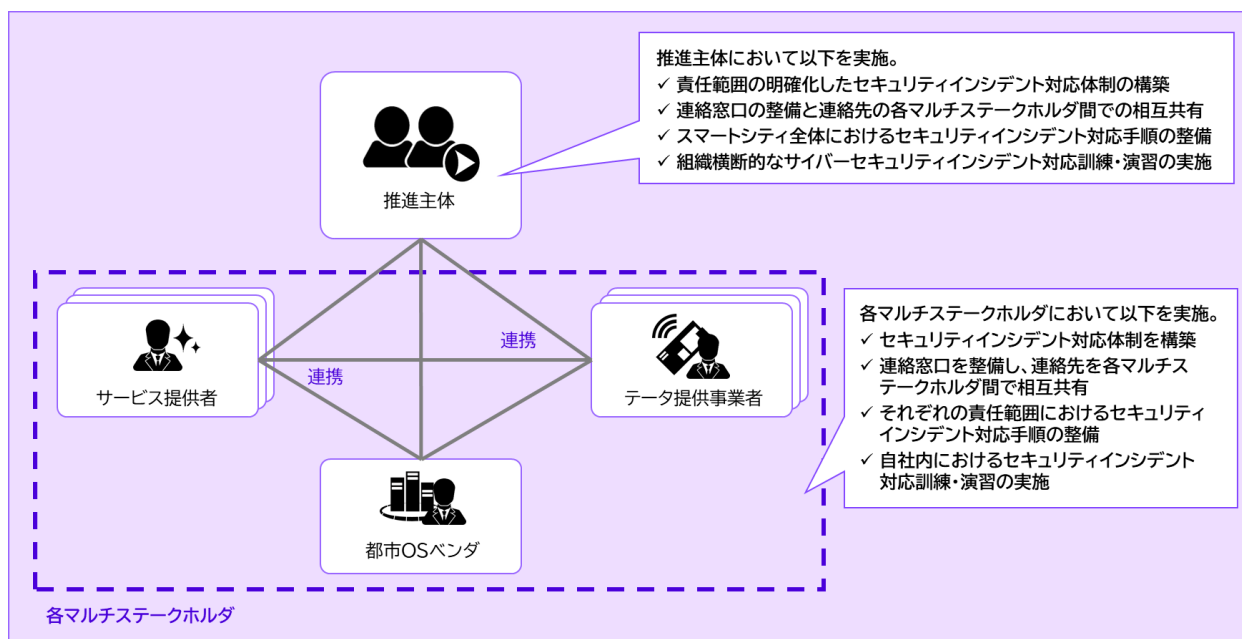 推進主体において以下を実施。
✓ 責任範囲の明確化したセキュリティインシデント対応体制の構築
✓ 連絡窓口の整備と連絡先の各マルチステークホルダ間での相互共有
✓ スマートシティ全体におけるセキュリティインシデント対応手順の整備
✓ 組織横断的なサイバーセキュリティインシデント対応訓練・演習の実施
推進主体
各マルチステークホルダにおいて以下を実施。
✓ セキュリティインシデント対応体制を構築
✓ 連絡窓口を整備し、連絡先を各マルチス
テークホルダ間で相互共有
✓ それぞれの責任範囲におけるセキュリティ
インシデント対応手順の整備
✓ 自社内におけるセキュリティインシデント
対応訓練・演習の実施
連携
連携
サービス提供者
テータ提供事業者
都市OSベンダ
各マルチステークホルダ